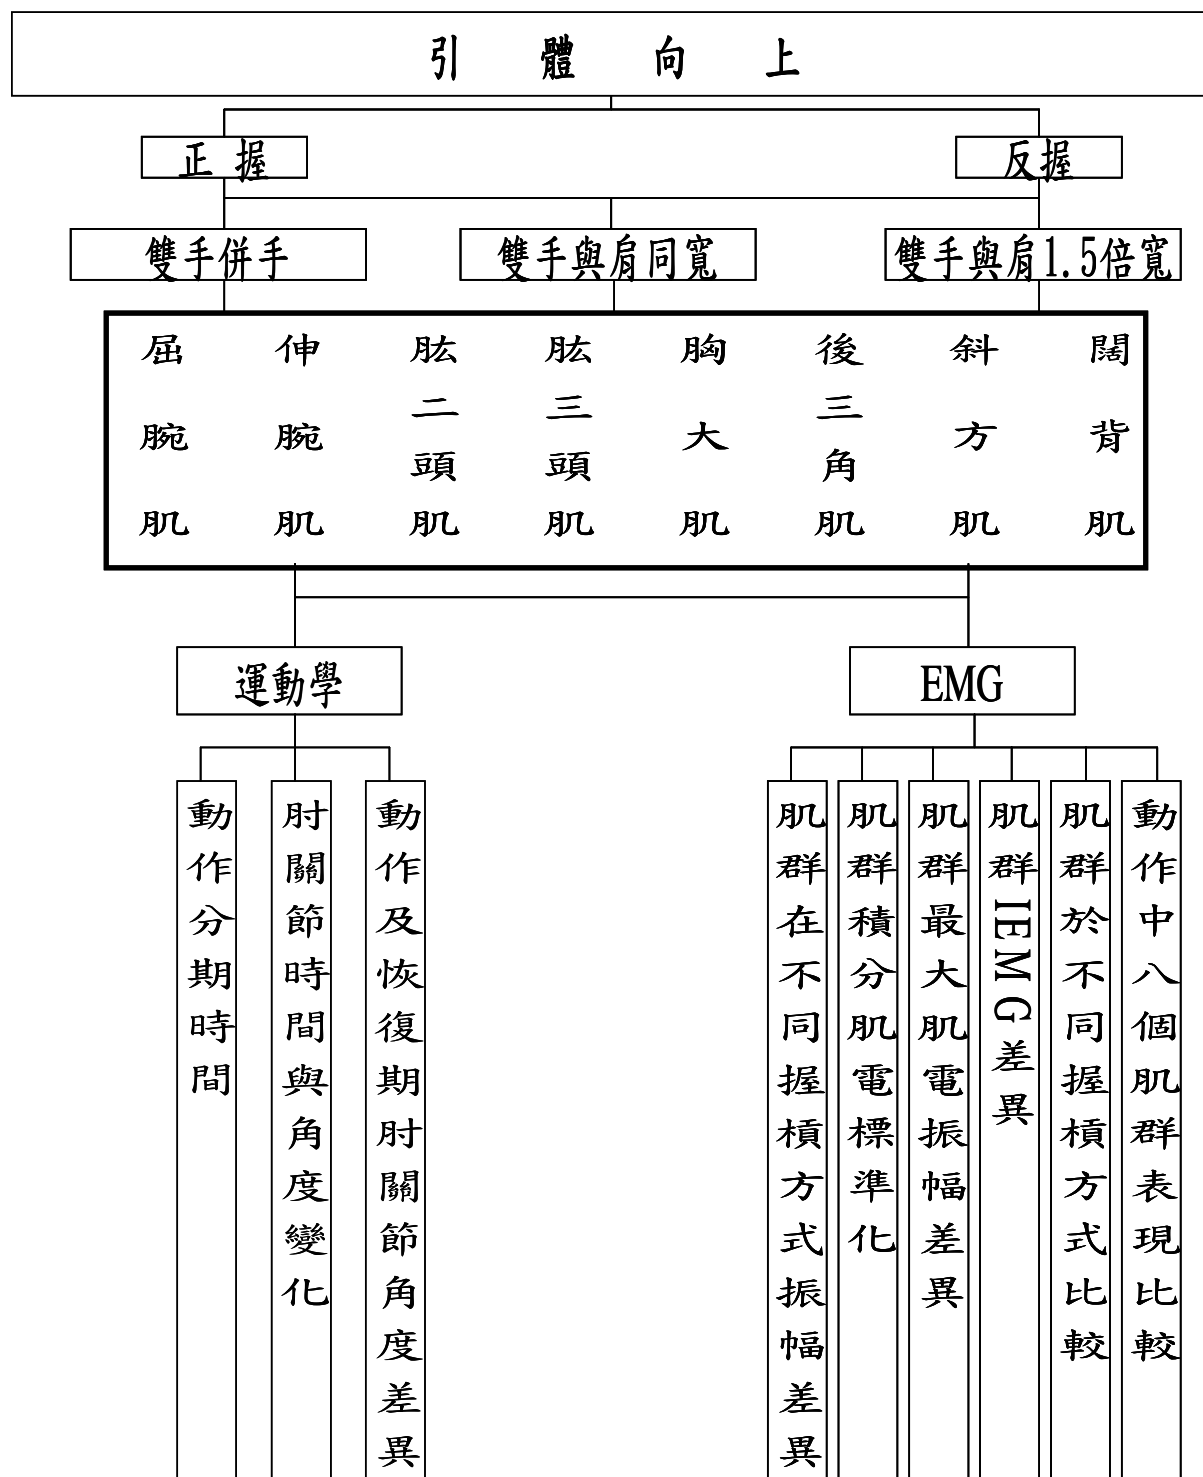 引體向上
正握
反握
雙手併手
雙手與肩同寬
雙手與肩1.5倍寬
屈腕肌
伸腕肌
肱二頭肌
肱三頭肌
胸大肌
後三角肌
斜方肌
闊背肌
運動學
EMG
動作分期時間
肘關節時間與角度變化
動作及恢復期肘關節角度差異
肌群在不同握槓方式振幅差異
肌群積分肌電標準化
肌群最大肌電振幅差異
肌群IEMG差異
肌群於不同握槓方式比較
動作中八個肌群表現比較